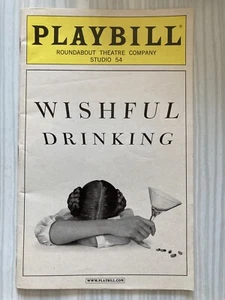 PLAYBILL
ROUNDABOUT THEATRE COMPANY
STUDIO 54
WISHFUL
DRINKING
WWW.PLAYBILL.COM